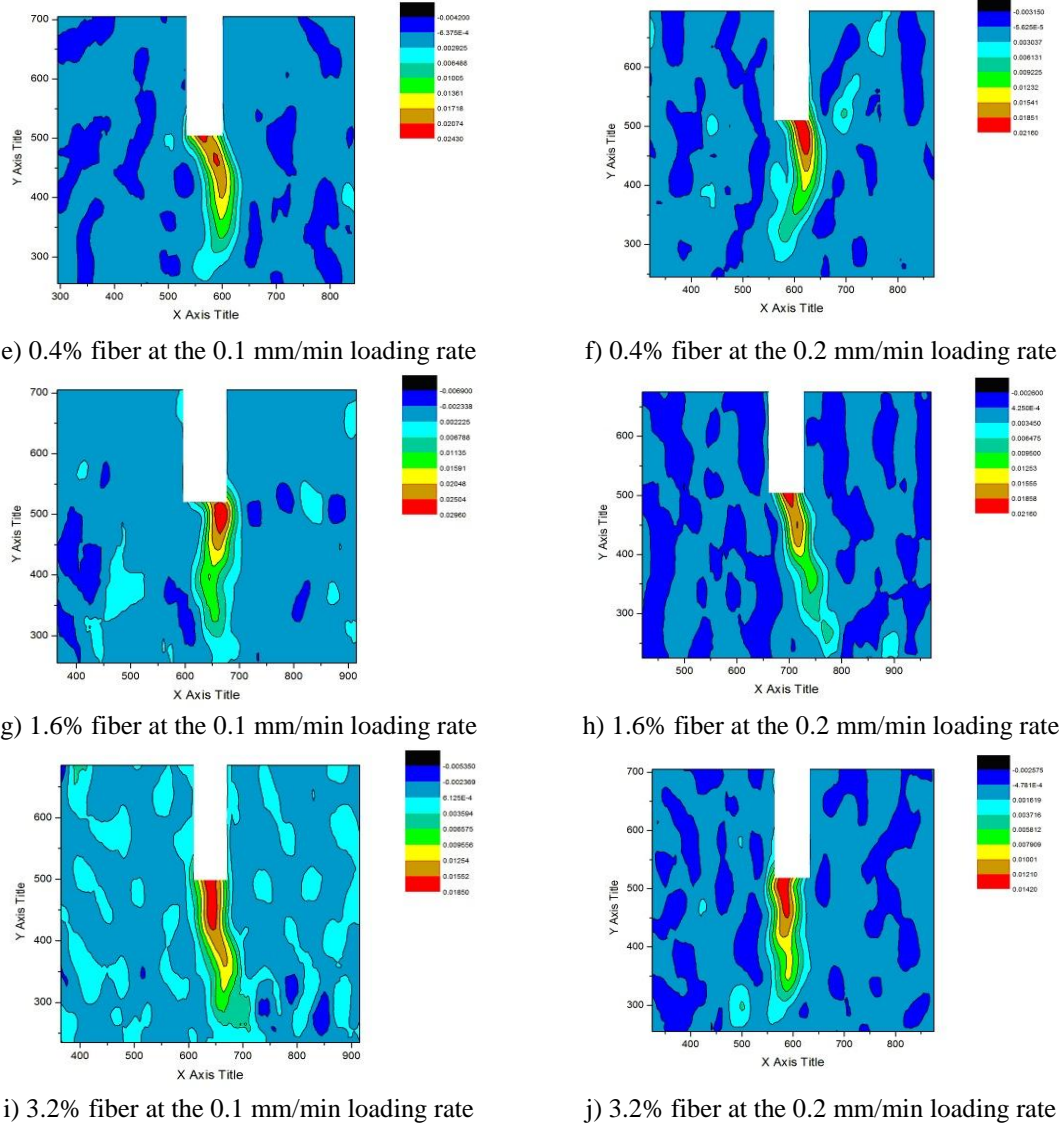 700
600
500
400
300
Y Axis Title
300 400 500 600 700 800
X Axis Title
-0.004200
-6.375E-4
0.002925
0.006488
0.01005
0.01361
0.01718
0.02074
0.02430
700
600
500
400
300
Y Axis Title
400 500 600 700 800
X Axis Title
-0.003150
-5.625E-5
0.003037
0.006131
0.009225
0.01232
0.01541
0.01851
0.02160
e) 0.4% fiber at the 0.1 mm/min loading rate
f) 0.4% fiber at the 0.2 mm/min loading rate
700
600
500
400
300
Y Axis Title
400 500 600 700 800 900
X Axis Title
-0.006900
-0.002338
0.002225
0.006788
0.01135
0.01591
0.02048
0.02504
0.02960
600
500
400
300
Y Axis Title
500 600 700 800 900
X Axis Title
-0.002600
4.250E-4
0.003450
0.006475
0.009500
0.01253
0.01555
0.01858
0.02160
g) 1.6% fiber at the 0.1 mm/min loading rate
h) 1.6% fiber at the 0.2 mm/min loading rate
600
500
400
300
Y Axis Title
400 500 600 700 800 900
X Axis Title
-0.005350
-0.002369
6.125E-4
0.003594
0.006575
0.009556
0.01254
0.01552
0.01850
700
600
500
400
300
Y Axis Title
400 500 600 700 800
X Axis Title
-0.002575
-4.781E-4
0.001619
0.003716
0.005812
0.007909
0.01001
0.01210
0.01420
i) 3.2% fiber at the 0.1 mm/min loading rate
j) 3.2% fiber at the 0.2 mm/min loading rate